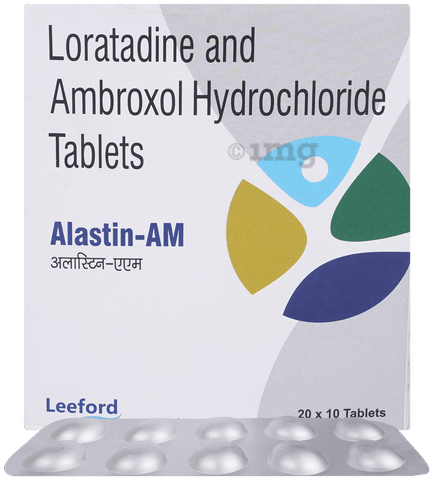 Loratadine and
Ambroxol Hydrochloride
Tablets
©1mg
Alastin-AM
अलास्टिन-एएम
Leeford
20 x 10 Tablets